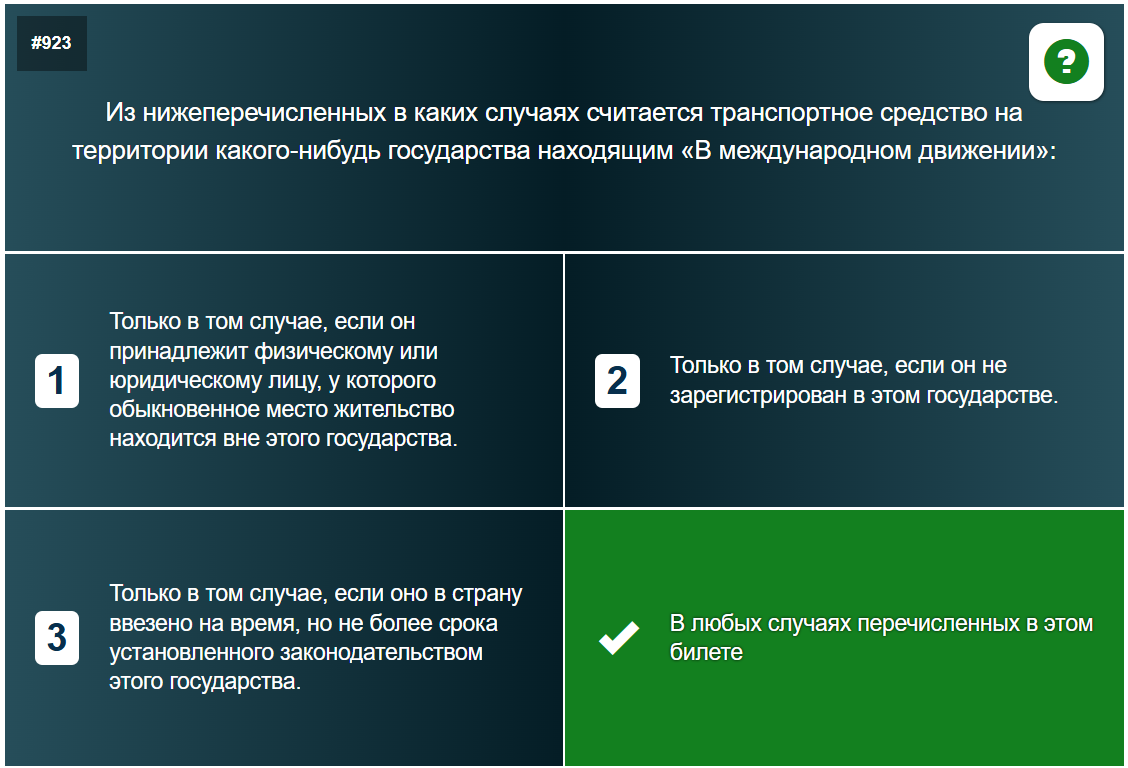 #923
?
Из нижеперечисленных в каких случаях считается транспортное средство на
территории какого-нибудь государства находящим «В международном движении»:
1
Только в том случае, если он
принадлежит физическому или
юридическому лицу, у которого
обыкновенное место жительство
находится вне этого государства.
2
Только в том случае, если он не
зарегистрирован в этом государстве.
3
Только в том случае, если оно в страну
ввезено на время, но не более срока
установленного законодательством
этого государства.
В любых случаях перечисленных в этом
билете